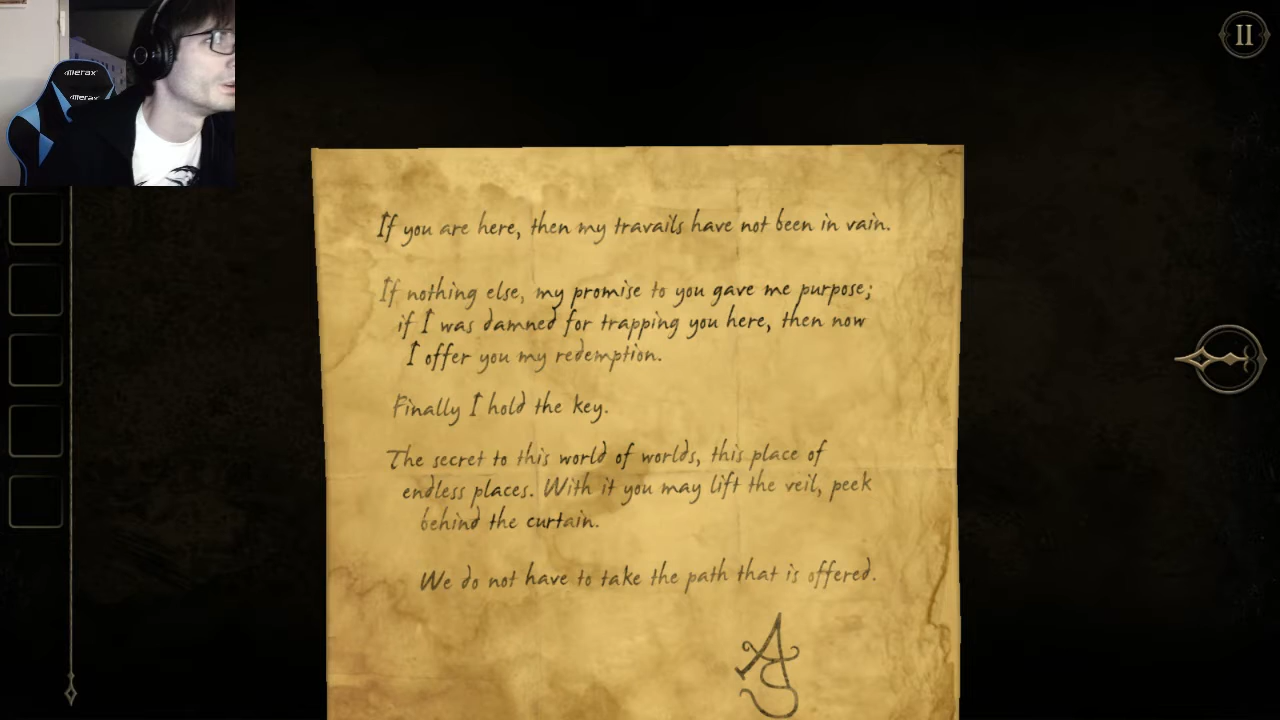 merax
merax
If you are here, then my travails have not been in vain.
If nothing else, my promise to you gave me purpose;
if I was damned for trapping you here, then now
I offer you my redemption.
Finally I hold the key.
The secret to this world of worlds, this place of
endless places. With it you may lift the veil, peek
behind the curtain.
We do not have to take the path that is offered.
AS